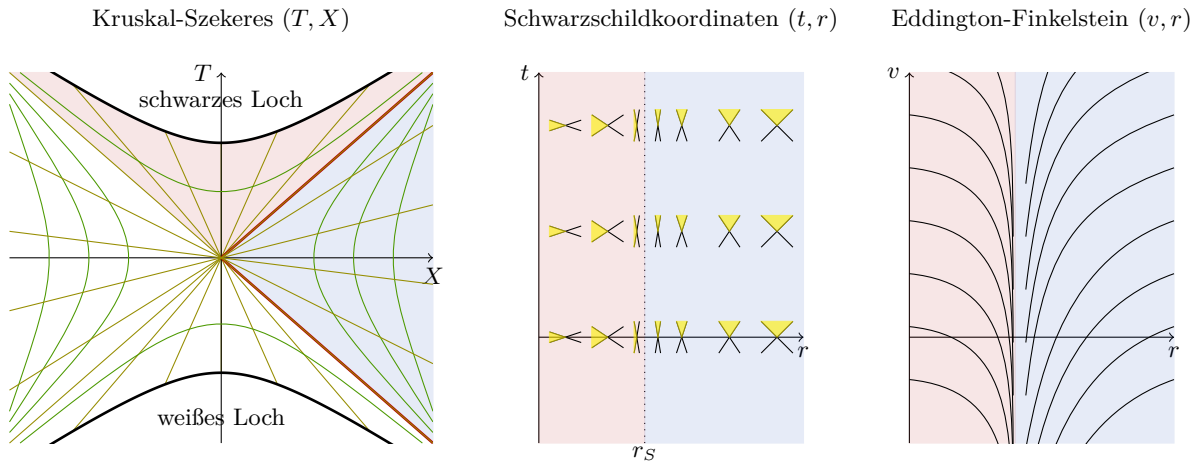 Kruskal-Szekeres (T, X)
Schwarzschildkoordinaten (t, r)
Eddington-Finkelstein (v, r)
T
schwarzes Loch
X
weißes Loch
t
r
r_S
v
r